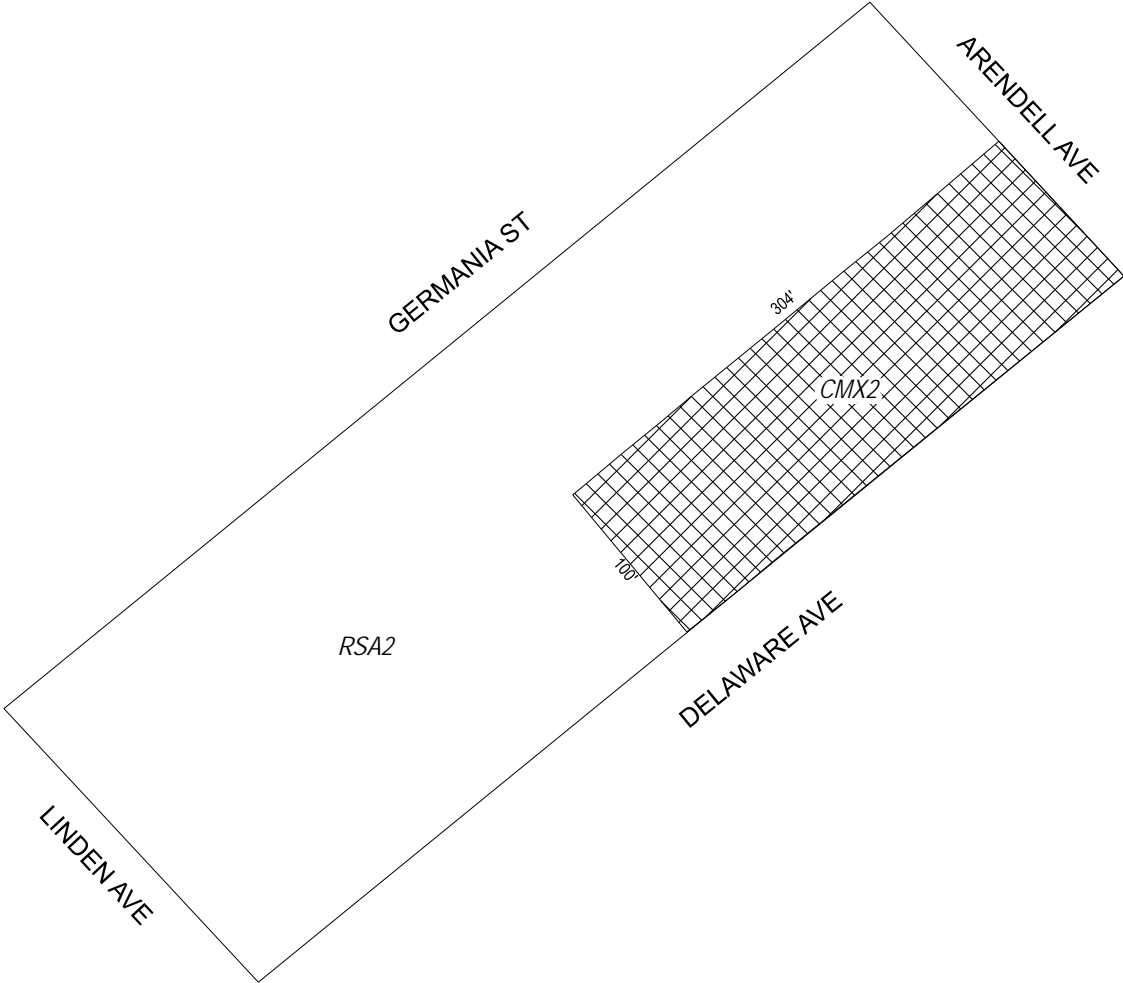 ARENDELL AVE
GERMANIA ST
304'
CMX2
100'
RSA2
DELAWARE AVE
LINDEN AVE